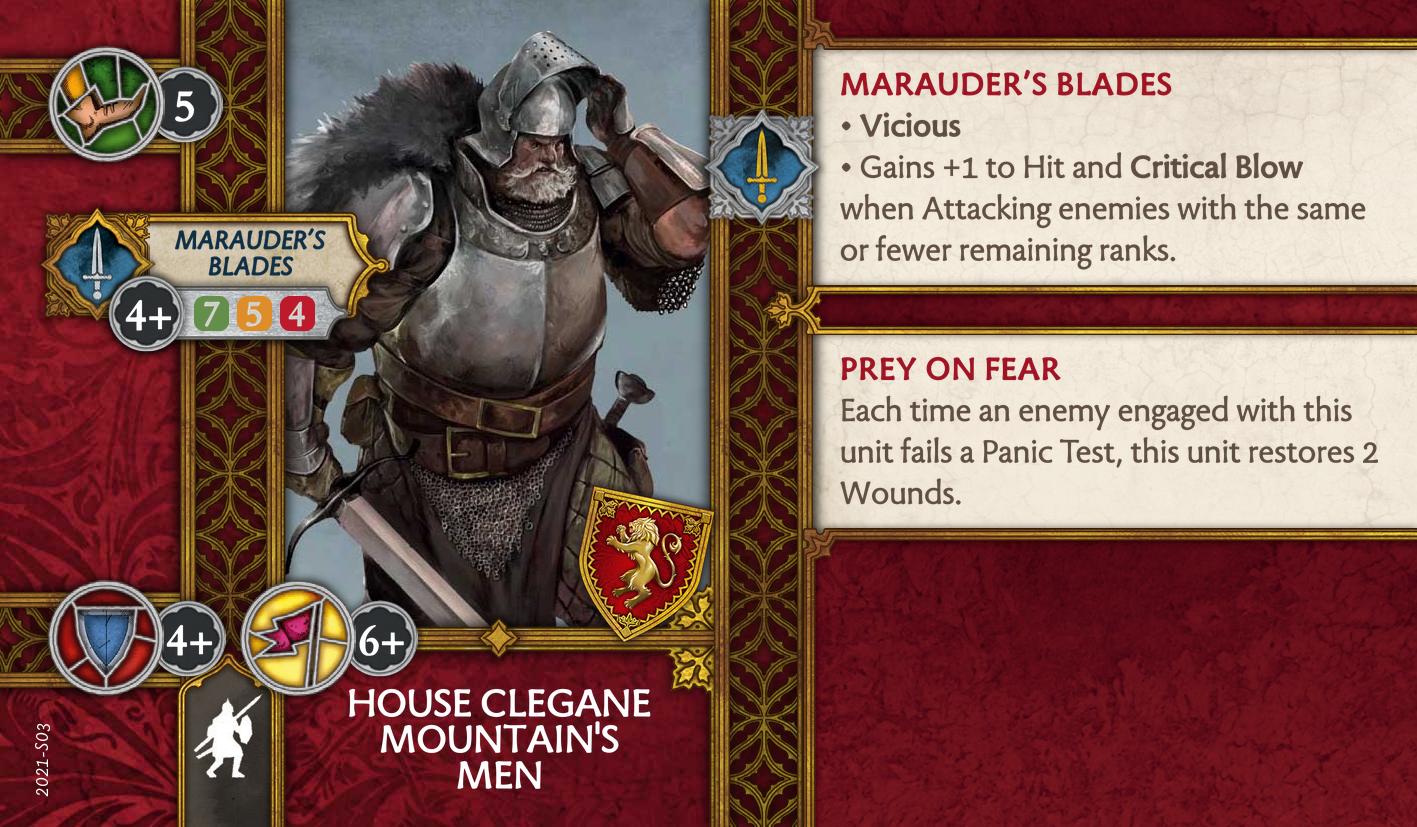 5
MARAUDER'S
BLADES
4+ 7 5 4
4+ 6+
HOUSE CLEGANE
MOUNTAIN'S
MEN
2021-S03
MARAUDER'S BLADES
• Vicious
• Gains +1 to Hit and Critical Blow
when Attacking enemies with the same
or fewer remaining ranks.
PREY ON FEAR
Each time an enemy engaged with this
unit fails a Panic Test, this unit restores 2
Wounds.